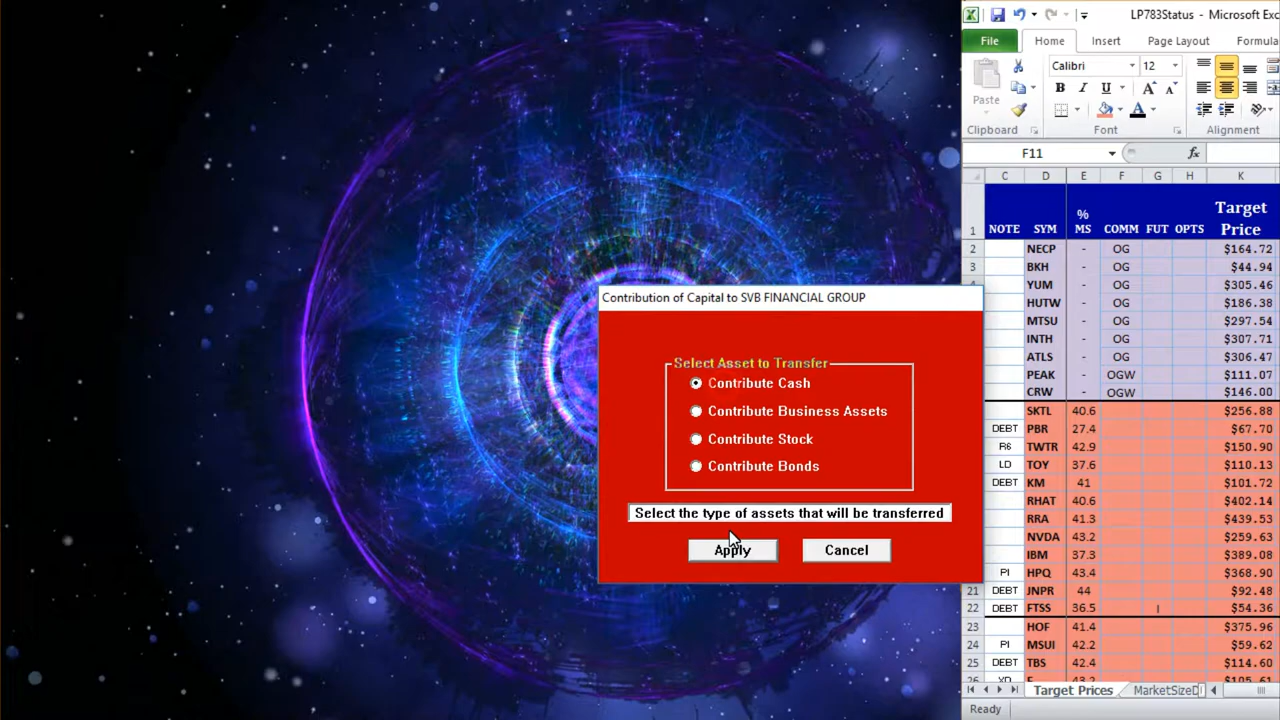 LP783Status - Microsoft Exc
File Home Insert Page Layout Formula
Calibri 12
Paste
B I U
Clipboard Font Alignment
F11 fx
C D E F G H K
1 NOTE SYM % MS COMM FUT OPTS Target Price
2 NECP - OG $164.72
3 BKH - OG $44.94
YUM - OG $305.46
HUTW - OG $186.38
MTSU - OG $297.54
INTH - OG $307.71
ATLS - OG $306.47
PEAK - OGW $111.07
CRW - OGW $146.00
SKTL 40.6 $256.88
DEBT PBR 27.4 $67.70
R6 TWTR 42.9 $150.90
LD TOY 37.6 $110.13
DEBT KM 41 $101.72
RHAT 40.6 $402.14
RRA 41.3 $439.53
NVDA 43.2 $259.63
IBM 37.3 $389.08
PI HPQ 43.4 $368.90
21 DEBT JNPR 44 $92.48
22 DEBT FTSS 36.5 I $54.36
23 HOF 41.4 $375.96
24 PI MSUI 42.2 $59.62
25 DEBT TBS 42.4 $114.60
Target Prices MarketSizeD
Ready
Contribution of Capital to SVB FINANCIAL GROUP
Select Asset to Transfer
Contribute Cash
Contribute Business Assets
Contribute Stock
Contribute Bonds
Select the type of assets that will be transferred
Apply Cancel